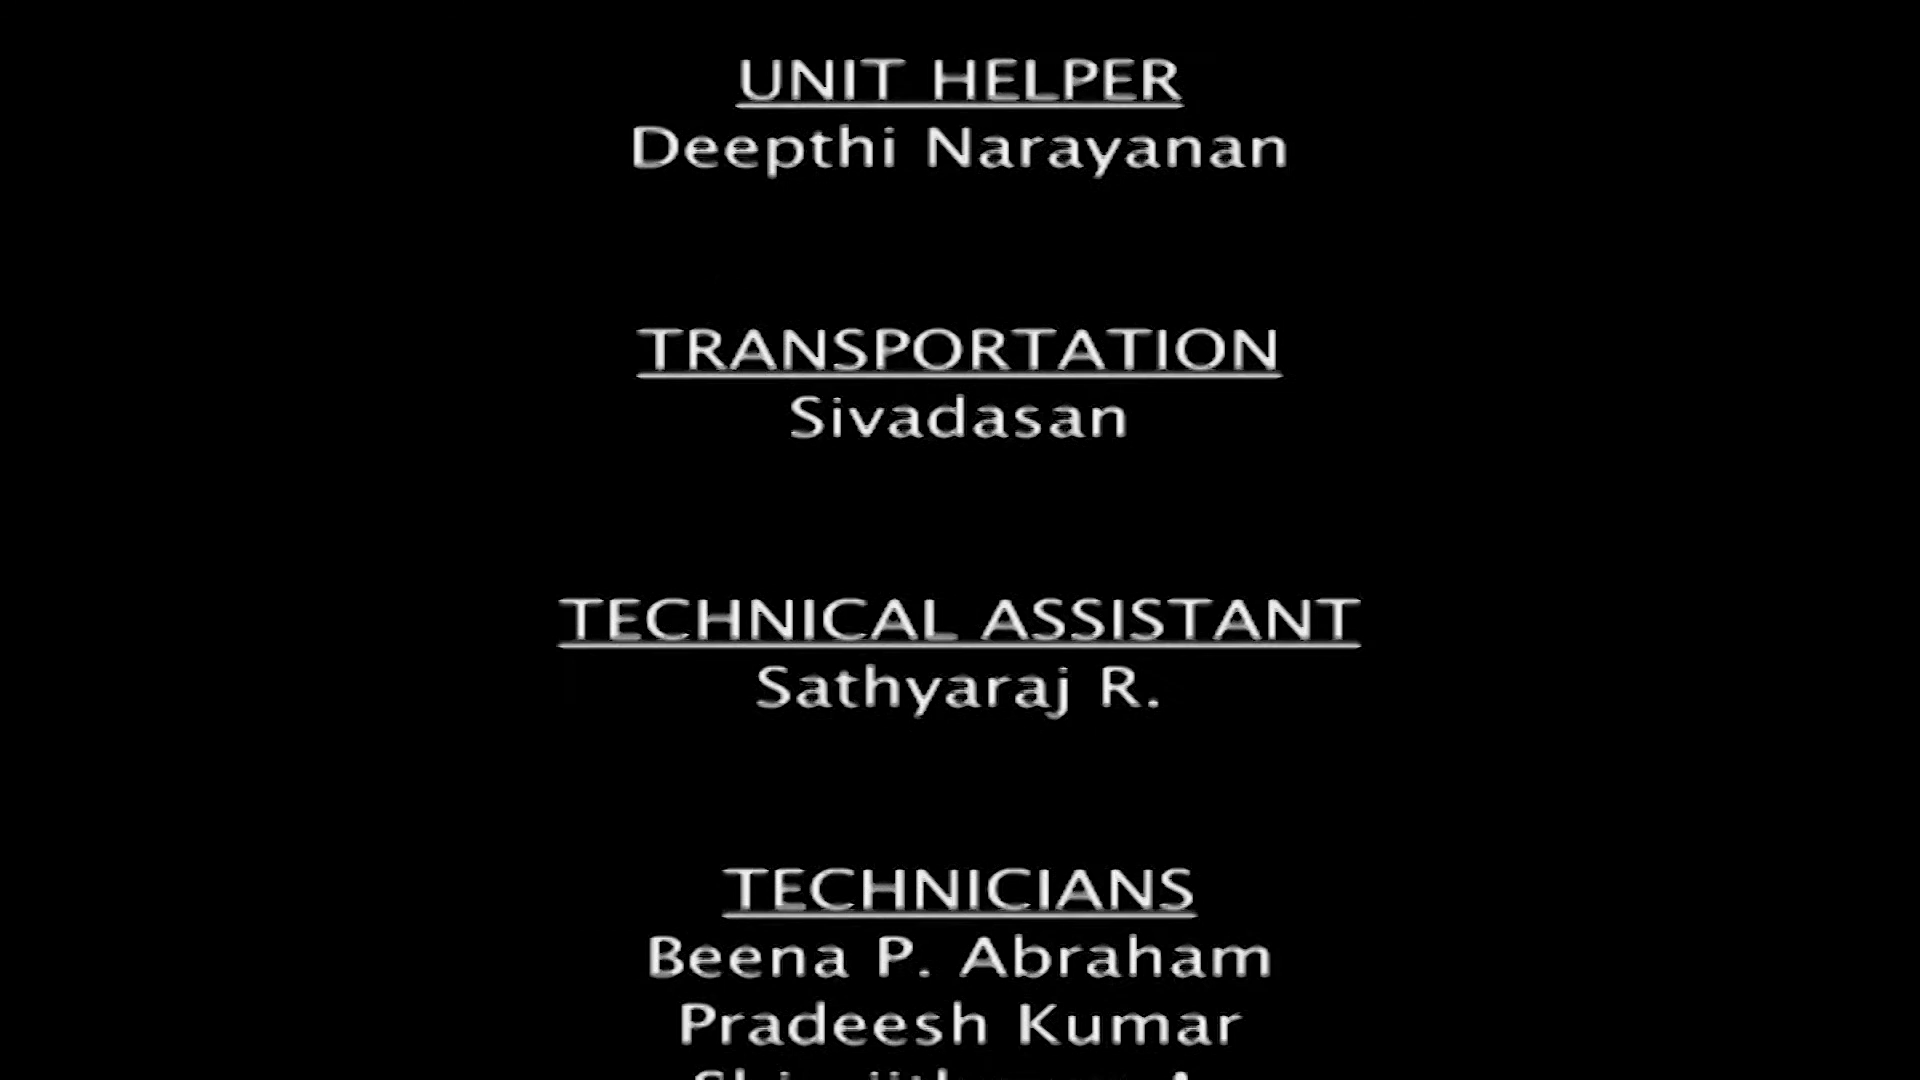 UNIT HELPER
Deepthi Narayanan
TRANSPORTATION
Sivadasan
TECHNICAL ASSISTANT
Sathyaraj R.
TECHNICIANS
Beena P. Abraham
Pradeesh Kumar